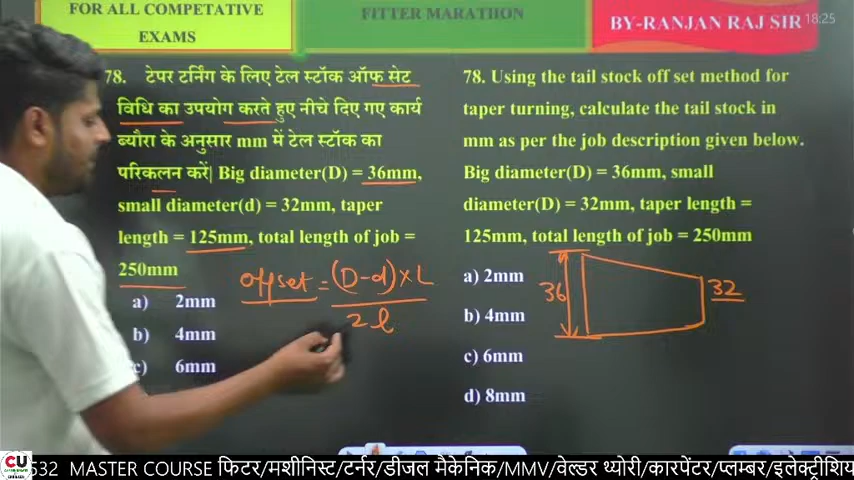 FOR ALL COMPETATIVE
EXAMS
FITTER MARATHON
BY-RANJAN RAJ SIR
18:25
78. टेपर टर्निंग के लिए टेल स्टॉक ऑफ सेट
विधि का उपयोग करते हुए नीचे दिए गए कार्य
ब्यौरा के अनुसार mm में टेल स्टॉक का
परिकलन करें| Big diameter(D) = 36mm,
small diameter(d) = 32mm, taper
length = 125mm, total length of job =
250mm
a) 2mm
b) 4mm
c) 6mm
offset = (D-d)×L
2 l
78. Using the tail stock off set method for
taper turning, calculate the tail stock in
mm as per the job description given below.
Big diameter(D) = 36mm, small
diameter(D) = 32mm, taper length =
125mm, total length of job = 250mm
a) 2mm
b) 4mm
c) 6mm
d) 8mm
36
32
CU
532 MASTER COURSE फिटर/मशीनिस्ट/टर्नर/डीजल मैकेनिक/MMV/वेल्डर थ्योरी/कारपेंटर/प्लम्बर/इलेक्ट्रीशिय